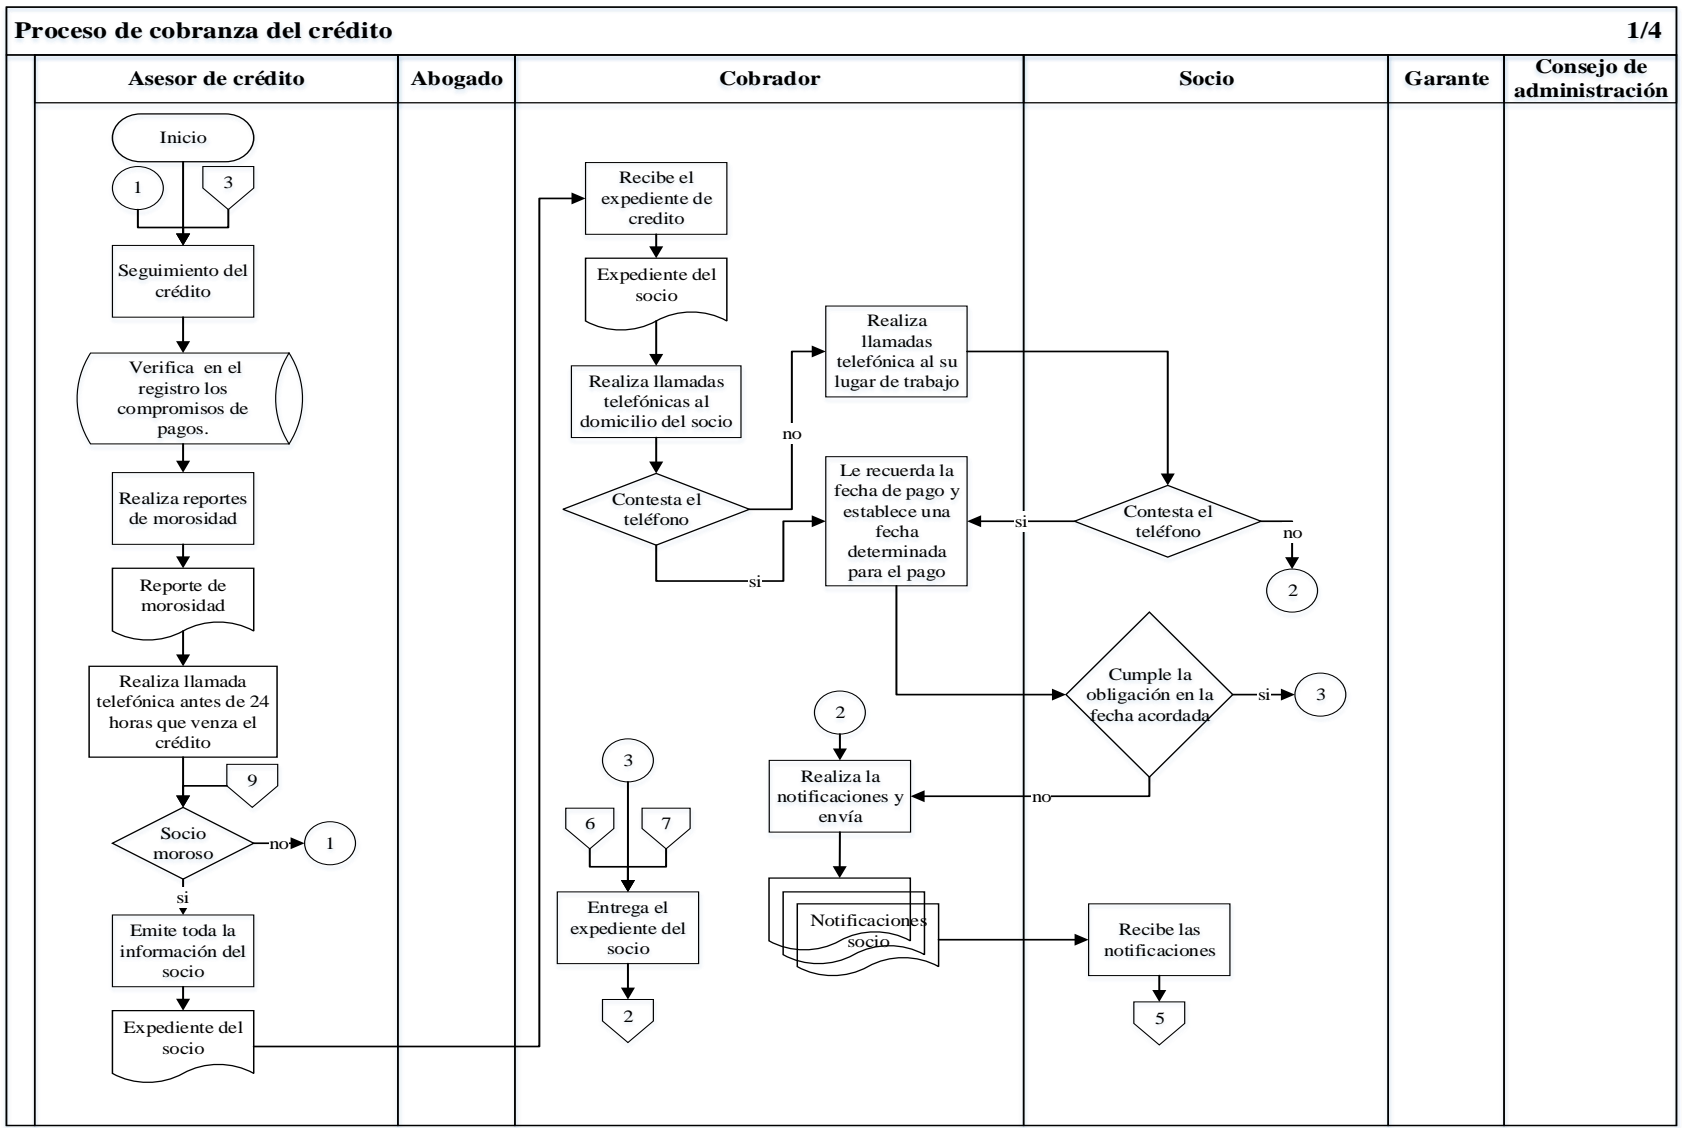 Proceso de cobranza del crédito
1/4
Asesor de crédito
Abogado
Cobrador
Socio
Garante
Consejo de
administración
Inicio
1
3
Seguimiento del
crédito
Verifica en el
registro los
compromisos de
pagos.
Realiza reportes
de morosidad
Reporte de
morosidad
Realiza llamada
telefónica antes de 24
horas que venza el
crédito
9
Socio
moroso
no
1
si
Emite toda la
información del
socio
Expediente del
socio
Recibe el
expediente de
credito
Expediente del
socio
Realiza llamadas
telefónicas al
domicilio del socio
Contesta el
teléfono
no
si
Realiza
llamadas
telefónica al su
lugar de trabajo
Le recuerda la
fecha de pago y
establece una
fecha
determinada
para el pago
Contesta el
teléfono
si
no
2
Cumple la
obligación en la
fecha acordada
si
3
no
2
Realiza la
notificaciones y
envía
Notificaciones
socio
3
6
7
Entrega el
expediente del
socio
2
Recibe las
notificaciones
5